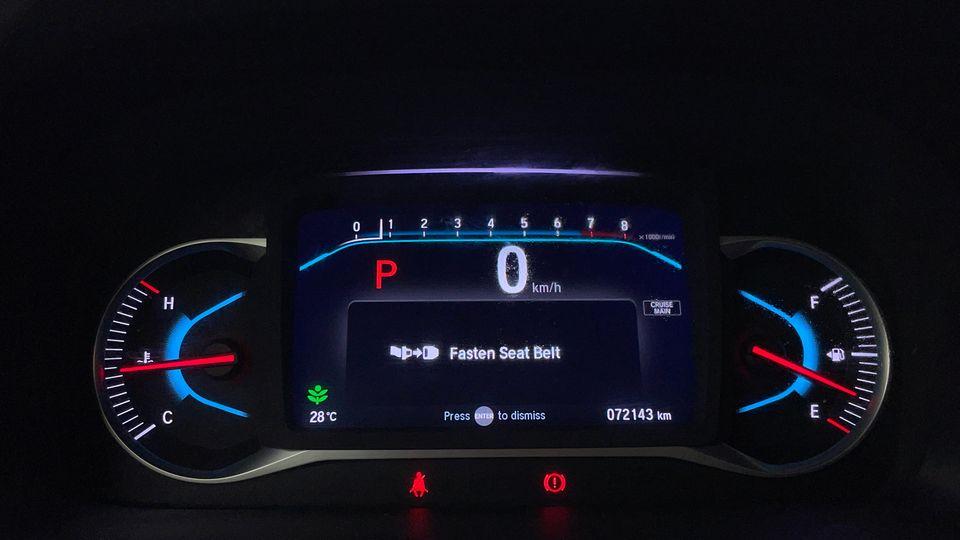 0 1 2 3 4 5 6 7 8
×1000r/min
P
0
km/h
CRUISE
MAIN
H
F
Fasten Seat Belt
C
E
28°C
Press ENTER to dismiss
072143 km